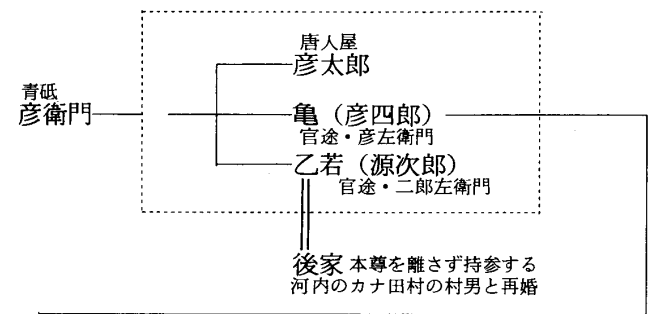 唐人屋
彦太郎
青砥
彦衛門
亀（彦四郎）
官途・彦左衛門
乙若（源次郎）
官途・二郎左衛門
後家 本尊を離さず持参する
河内のカナ田村の村男と再婚